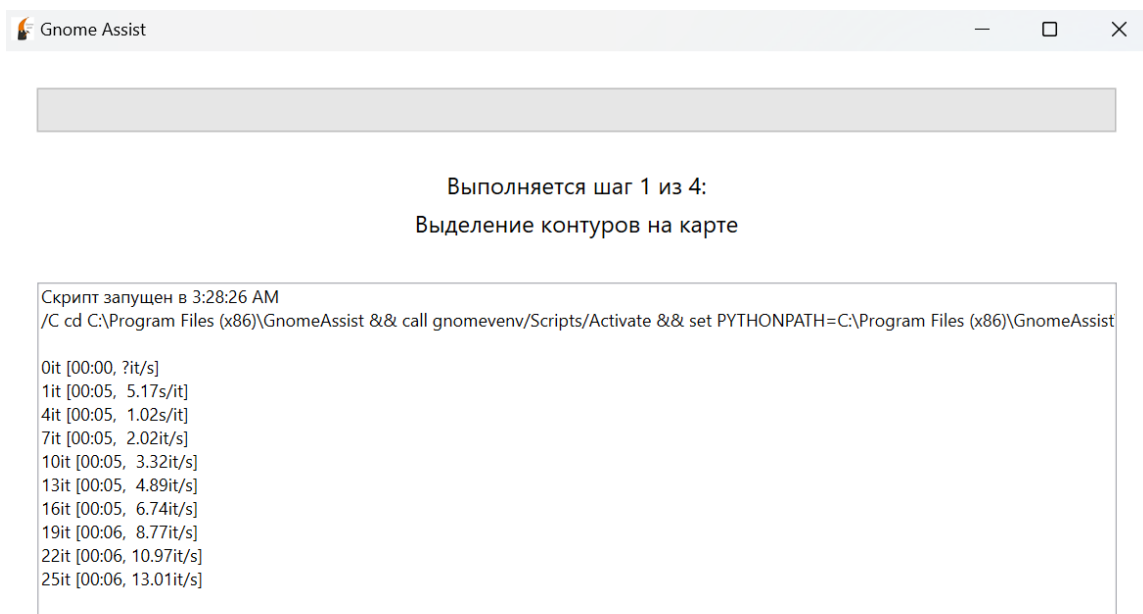 Gnome Assist
Выполняется шаг 1 из 4:
Выделение контуров на карте
Скрипт запущен в 3:28:26 AM
/C cd C:\Program Files (x86)\GnomeAssist && call gnomevenv/Scripts/Activate && set PYTHONPATH=C:\Program Files (x86)\GnomeAssist
0it [00:00, ?it/s]
1it [00:05,  5.17s/it]
4it [00:05,  1.02s/it]
7it [00:05,  2.02it/s]
10it [00:05,  3.32it/s]
13it [00:05,  4.89it/s]
16it [00:05,  6.74it/s]
19it [00:06,  8.77it/s]
22it [00:06, 10.97it/s]
25it [00:06, 13.01it/s]